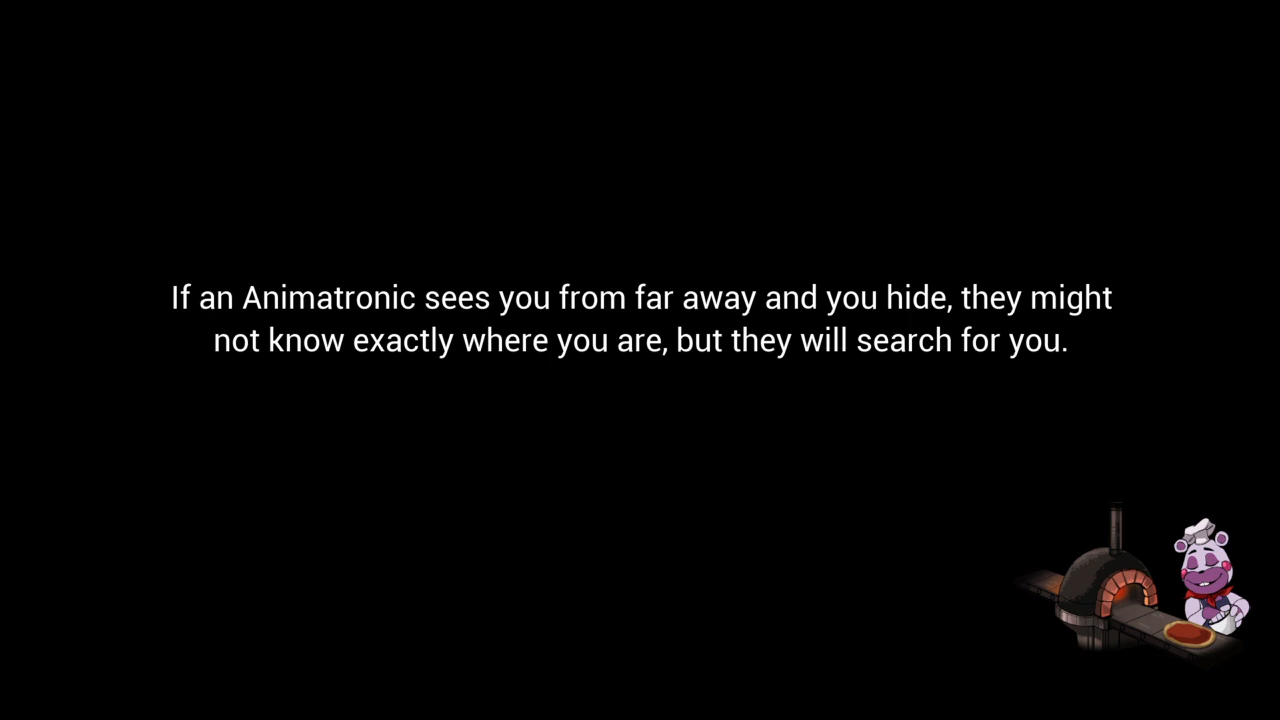 If an Animatronic sees you from far away and you hide, they might
not know exactly where you are, but they will search for you.